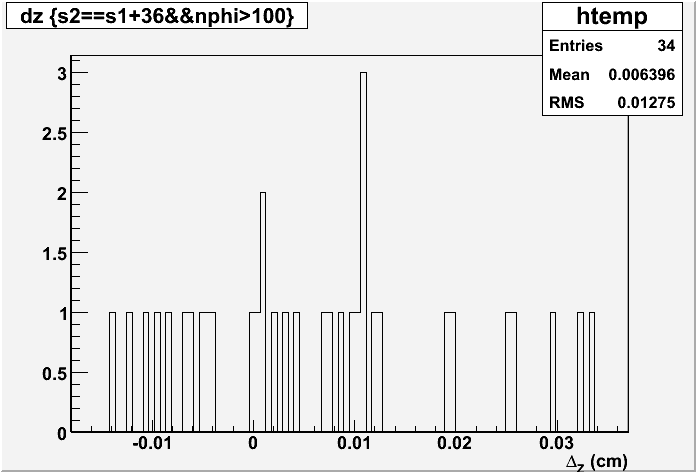 dz {s2==s1+36&&nphi>100}
htemp
Entries 34
Mean 0.006396
RMS 0.01275
3
2.5
2
1.5
1
0.5
0
-0.01 0 0.01 0.02 0.03
Δz (cm)